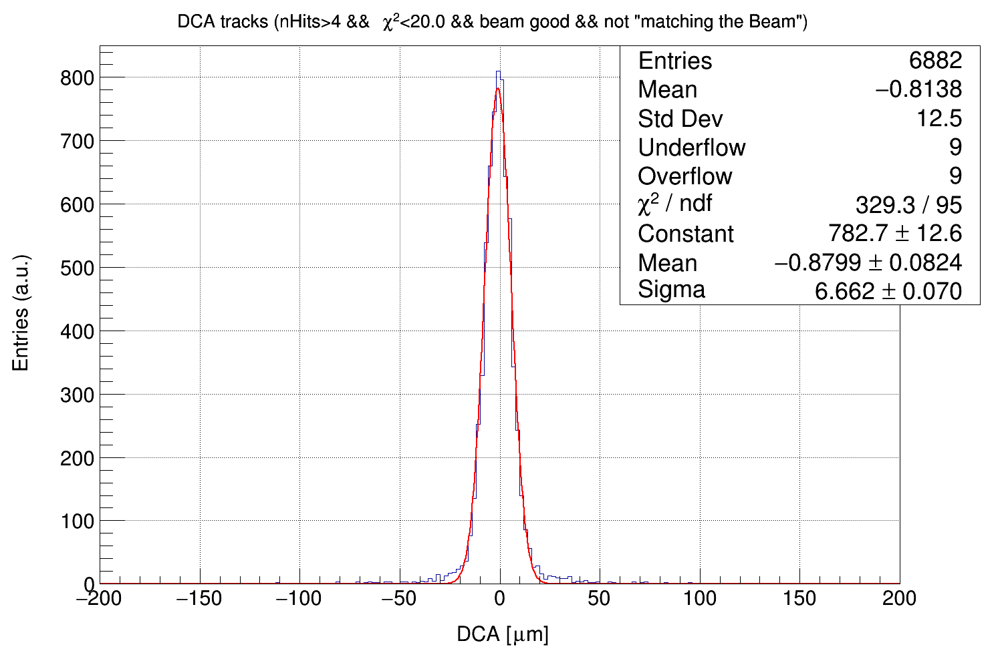 DCA tracks (nHits>4 && χ²<20.0 && beam good && not "matching the Beam")
Entries 6882
Mean −0.8138
Std Dev 12.5
Underflow 9
Overflow 9
χ² / ndf 329.3 / 95
Constant 782.7 ± 12.6
Mean −0.8799 ± 0.0824
Sigma 6.662 ± 0.070
Entries (a.u.)
800
700
600
500
400
300
200
100
0
−200 −150 −100 −50 0 50 100 150 200
DCA [μm]